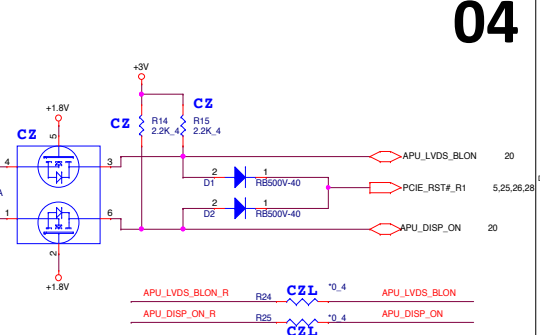 04
+3V
CZ
+1.8V
CZ
R14
R15
CZ
2.2K_4
2.2K_4
5
4
3
APU_LVDS_BLON
20
2
1
D1
RB500V-40
PCIE_RST#_R1
5,25,26,28
2
1
1
6
D2
RB500V-40
APU_DISP_ON
20
2
+1.8V
APU_LVDS_BLON_R
R24
CZL
*0_4
APU_LVDS_BLON
APU_DISP_ON_R
R25
*0_4
APU_DISP_ON
CZL